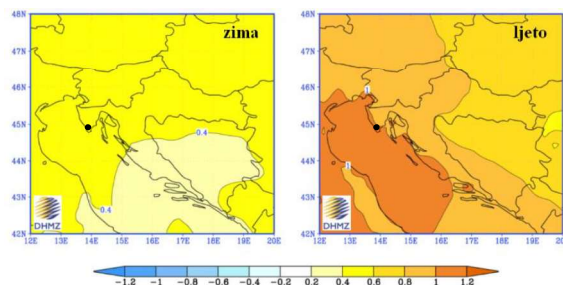 48N
zima
47N
46N
45N
0.4
44N
43N
0.4
DHMZ
42N
12E 13E 14E 15E 16E 17E 18E 19E 20E
48N
ljeto
47N
46N
1
45N
44N
1
43N
DHMZ
42N
12E 13E 14E 15E 16E 17E 18E 19E 20
-1.2 -1 -0.8 -0.6 -0.4 -0.2 0.2 0.4 0.6 0.8 1 1.2